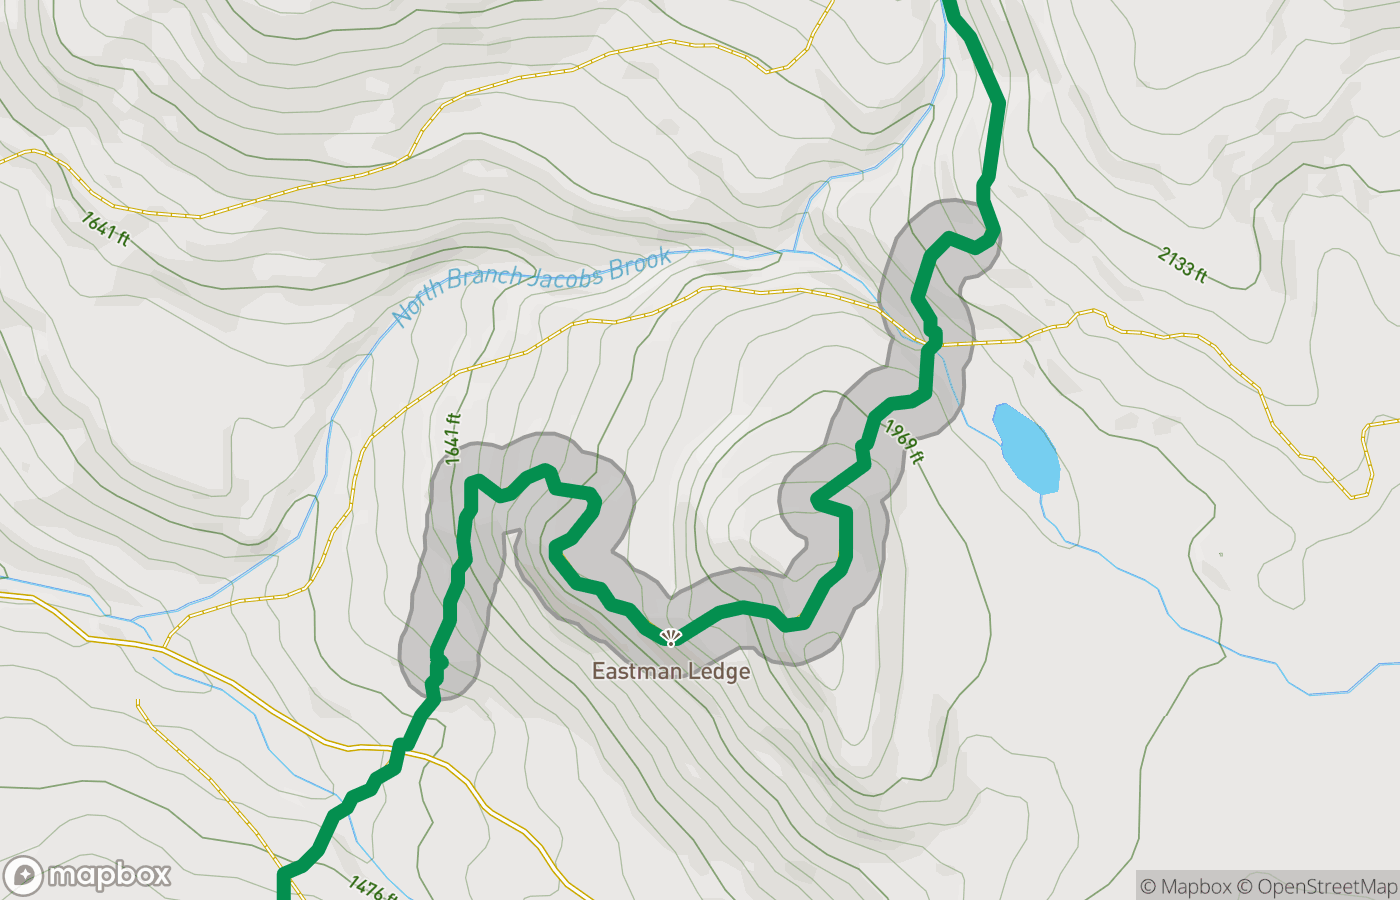 1641 ft
North Branch Jacobs Brook
2133 ft
1641 ft
1969 ft
Eastman Ledge
1476 ft
mapbox
© Mapbox © OpenStreetMap